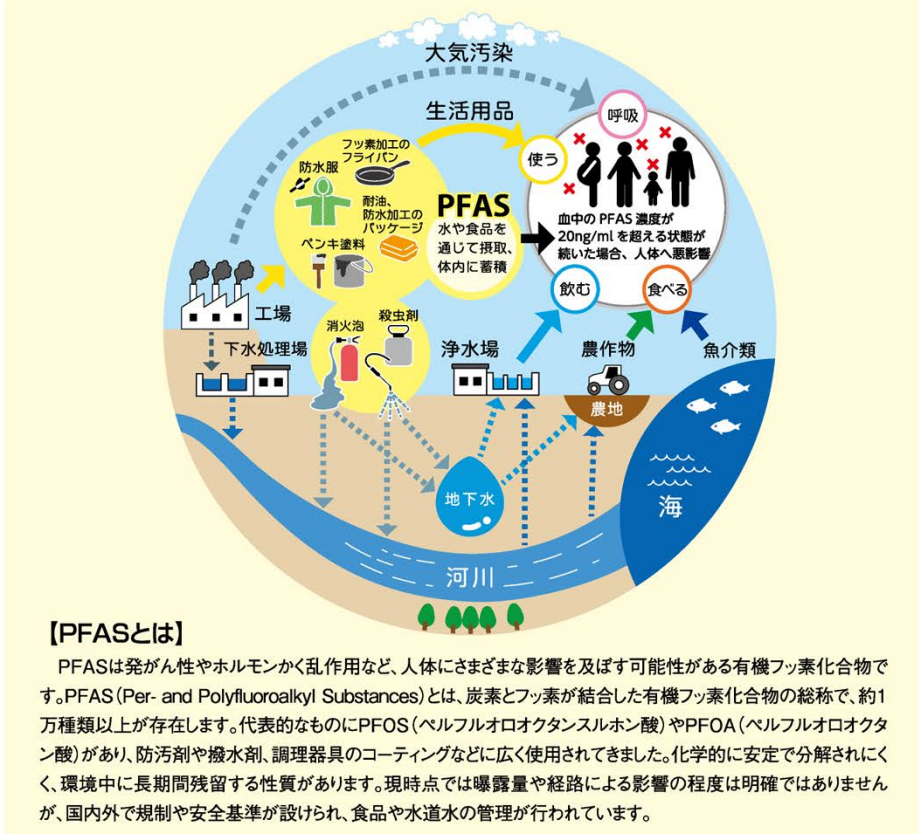 大気汚染
生活用品
呼吸
使う
フッ素加工の
フライパン
防水服
耐油、
防水加工の
パッケージ
ペンキ塗料
PFAS
水や食品を
通じて摂取、
体内に蓄積
血中の PFAS 濃度が
20ng/ml を超える状態が
続いた場合、人体へ悪影響
飲む
食べる
工場
下水処理場
消火泡
殺虫剤
浄水場
農作物
魚介類
農地
地下水
海
河川
【PFASとは】
PFASは発がん性やホルモンかく乱作用など、人体にさまざまな影響を及ぼす可能性がある有機フッ素化合物で
す。PFAS（Per- and Polyfluoroalkyl Substances）とは、炭素とフッ素が結合した有機フッ素化合物の総称で、約1
万種類以上が存在します。代表的なものにPFOS（ペルフルオロオクタンスルホン酸）やPFOA（ペルフルオロオクタ
ン酸）があり、防汚剤や撥水剤、調理器具のコーティングなどに広く使用されてきました。化学的に安定で分解されにく
く、環境中に長期間残留する性質があります。現時点では曝露量や経路による影響の程度は明確ではありません
が、国内外で規制や安全基準が設けられ、食品や水道水の管理が行われています。